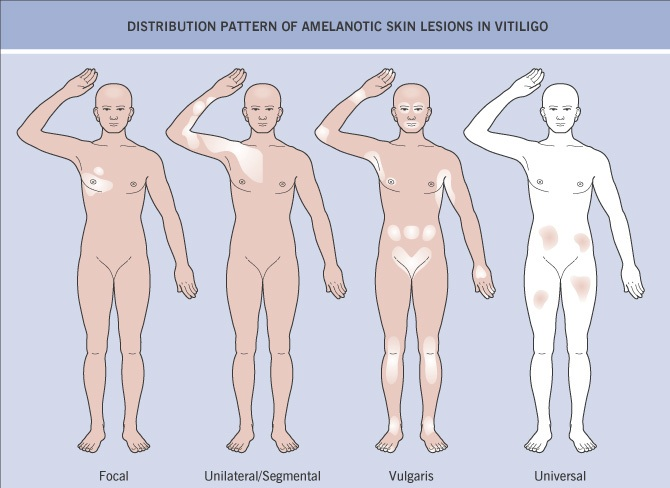 DISTRIBUTION PATTERN OF AMELANOTIC SKIN LESIONS IN VITILIGO
Focal
Unilateral/Segmental
Vulgaris
Universal